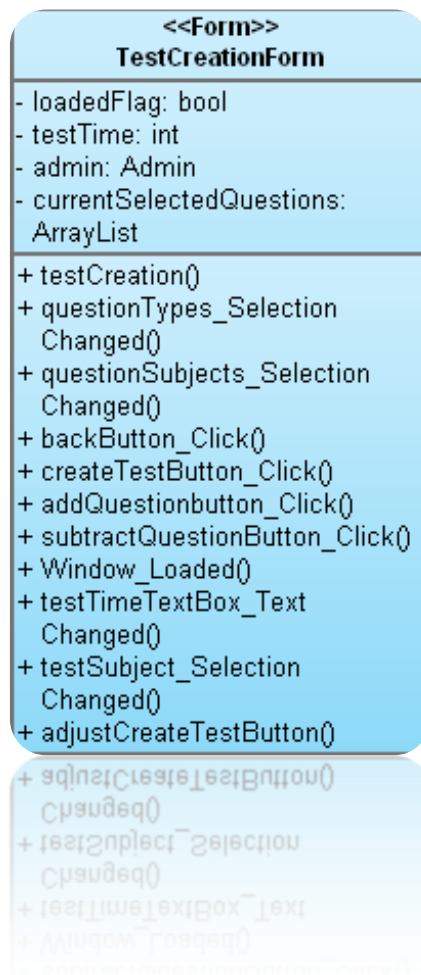 <<Form>>
TestCreationForm
- loadedFlag: bool
- testTime: int
- admin: Admin
- currentSelectedQuestions:
ArrayList
+ testCreation()
+ questionTypes_Selection
Changed()
+ questionSubjects_Selection
Changed()
+ backButton_Click()
+ createTestButton_Click()
+ addQuestionbutton_Click()
+ subtractQuestionButton_Click()
+ Window_Loaded()
+ testTimeTextBox_Text
Changed()
+ testSubject_Selection
Changed()
+ adjustCreateTestButton()